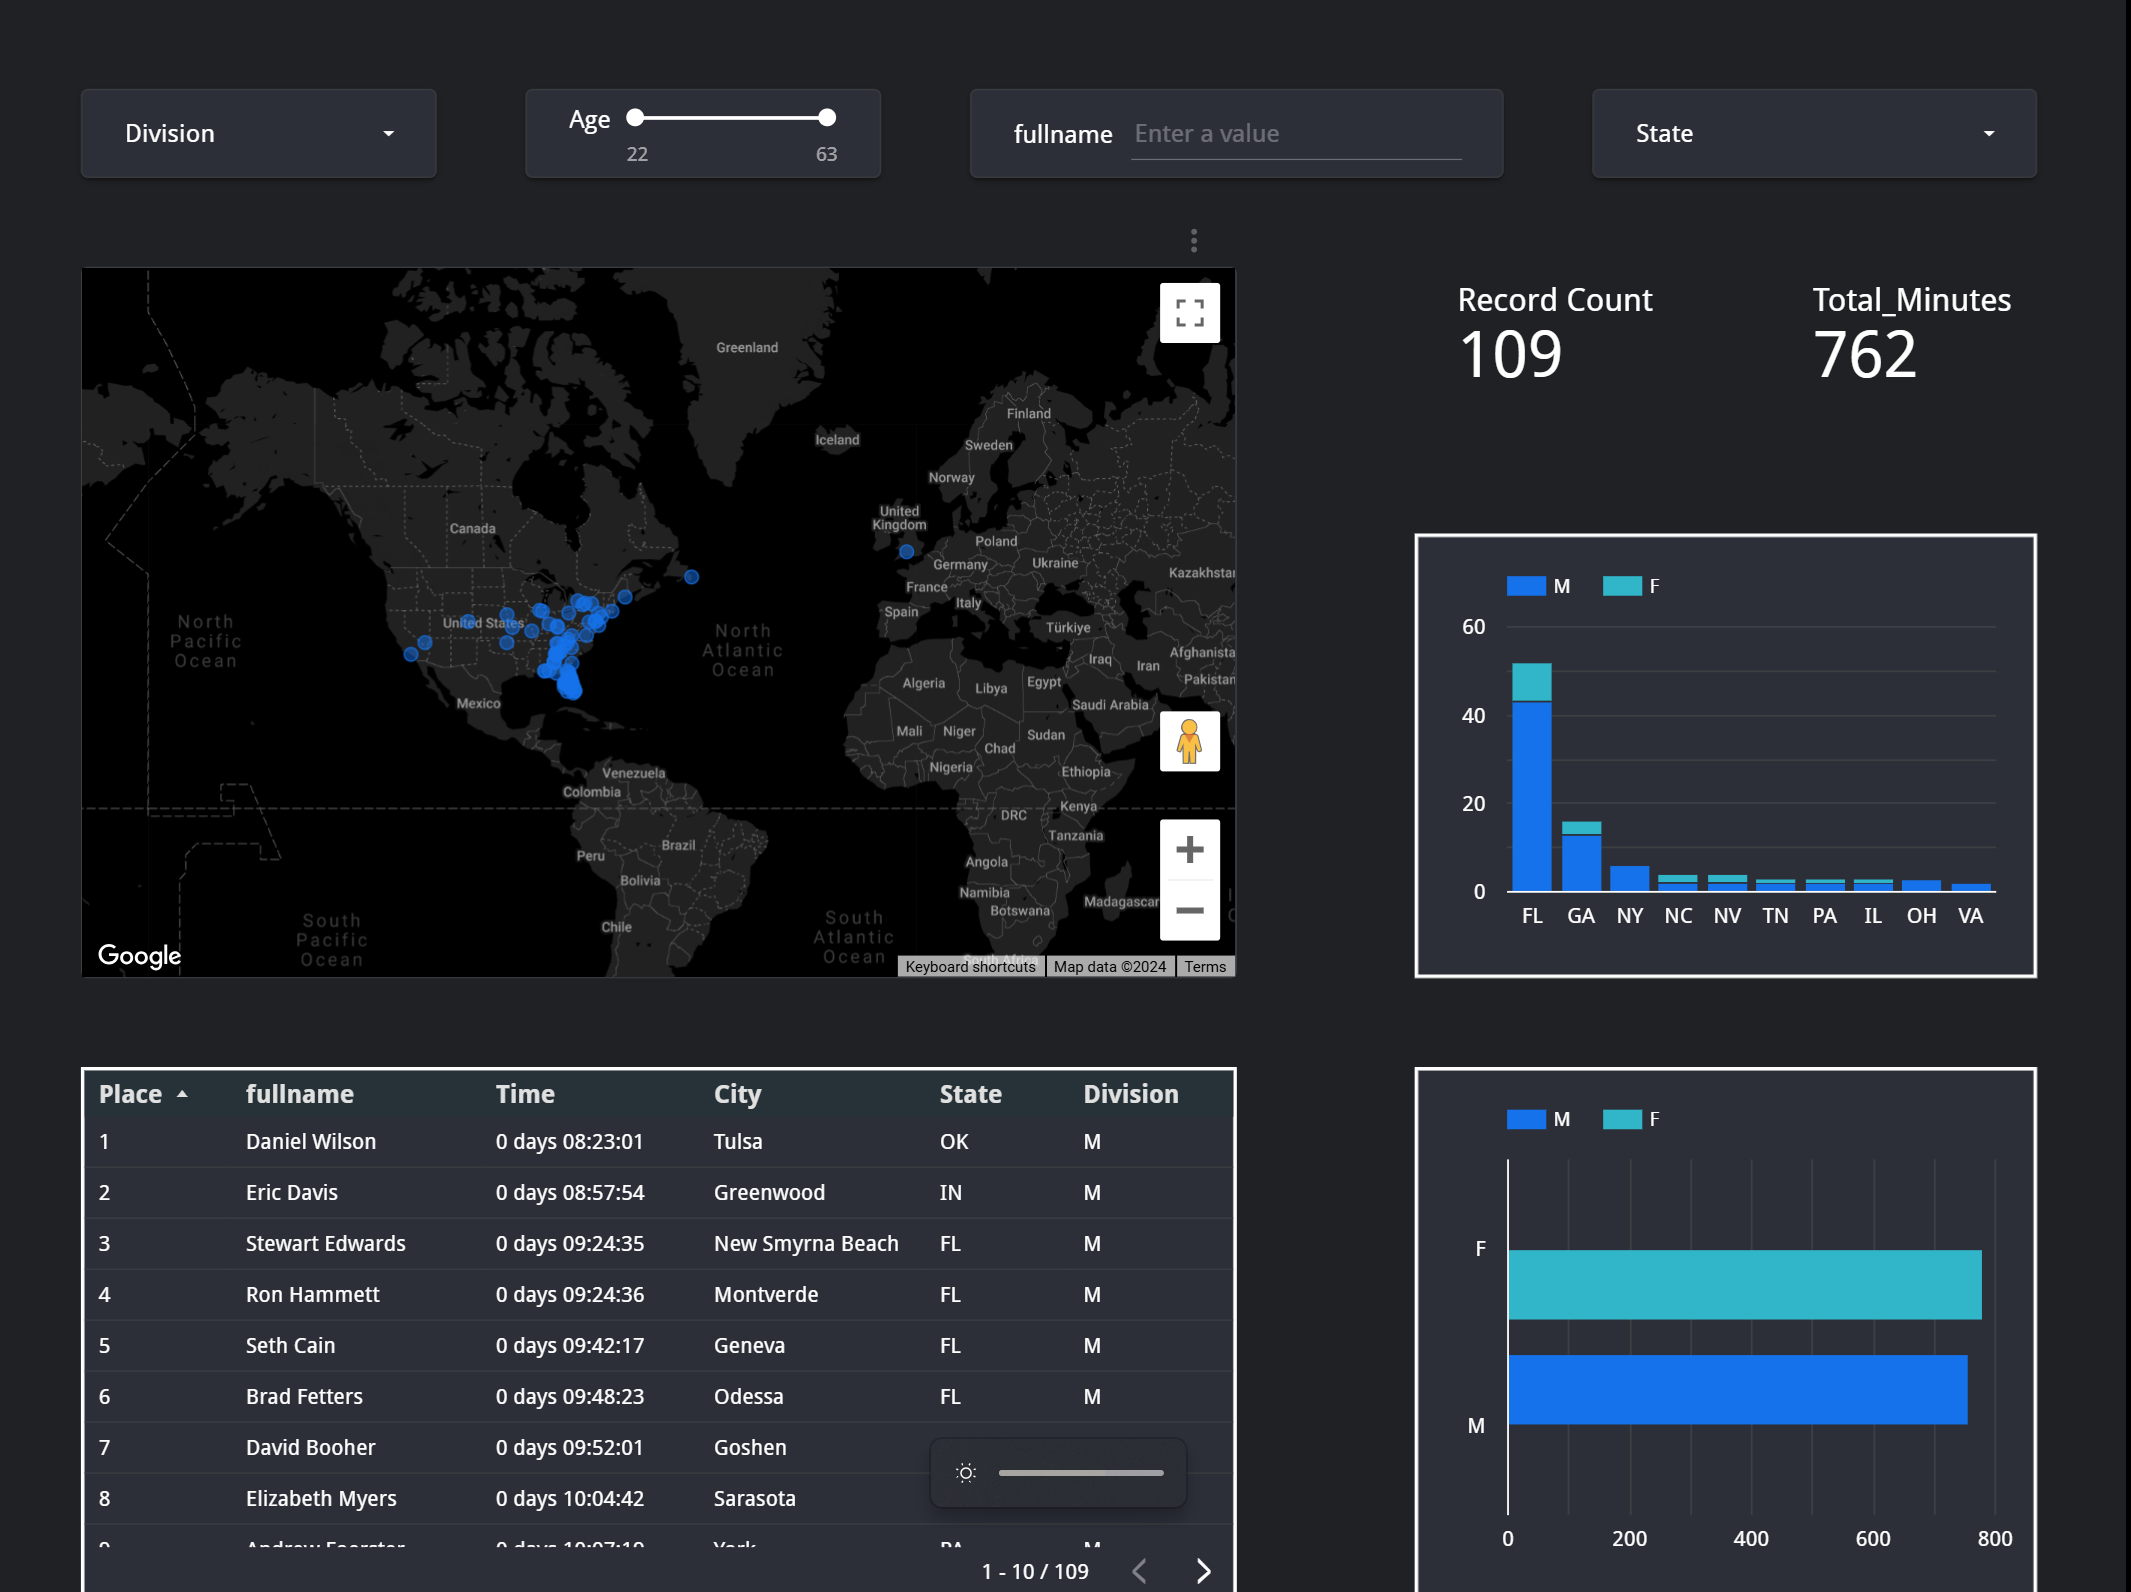 Division
Age
22 63
fullname Enter a value
State
Record Count
109
Total_Minutes
762
Greenland
Iceland
Finland
Sweden
Norway
United
Kingdom
Canada
Poland
Germany
Ukraine
France
Italy
Spain
Türkiye
United States
North
Pacific
Ocean
North
Atlantic
Ocean
Iraq
Iran
Algeria
Libya
Egypt
Saudi Arabia
Mexico
Mali
Niger
Chad
Sudan
Nigeria
Ethiopia
Venezuela
Colombia
DRC
Kenya
Tanzania
Brazil
Peru
Angola
Bolivia
Namibia
Botswana
Madagascar
Chile
South
Pacific
Ocean
South
Atlantic
Ocean
Google
Keyboard shortcuts Map data ©2024 Terms
M F
60
40
20
0
FL GA NY NC NV TN PA IL OH VA
Place fullname Time City State Division
1 Daniel Wilson 0 days 08:23:01 Tulsa OK M
2 Eric Davis 0 days 08:57:54 Greenwood IN M
3 Stewart Edwards 0 days 09:24:35 New Smyrna Beach FL M
4 Ron Hammett 0 days 09:24:36 Montverde FL M
5 Seth Cain 0 days 09:42:17 Geneva FL M
6 Brad Fetters 0 days 09:48:23 Odessa FL M
7 David Booher 0 days 09:52:01 Goshen
8 Elizabeth Myers 0 days 10:04:42 Sarasota
1 - 10 / 109
M F
F
M
0 200 400 600 800